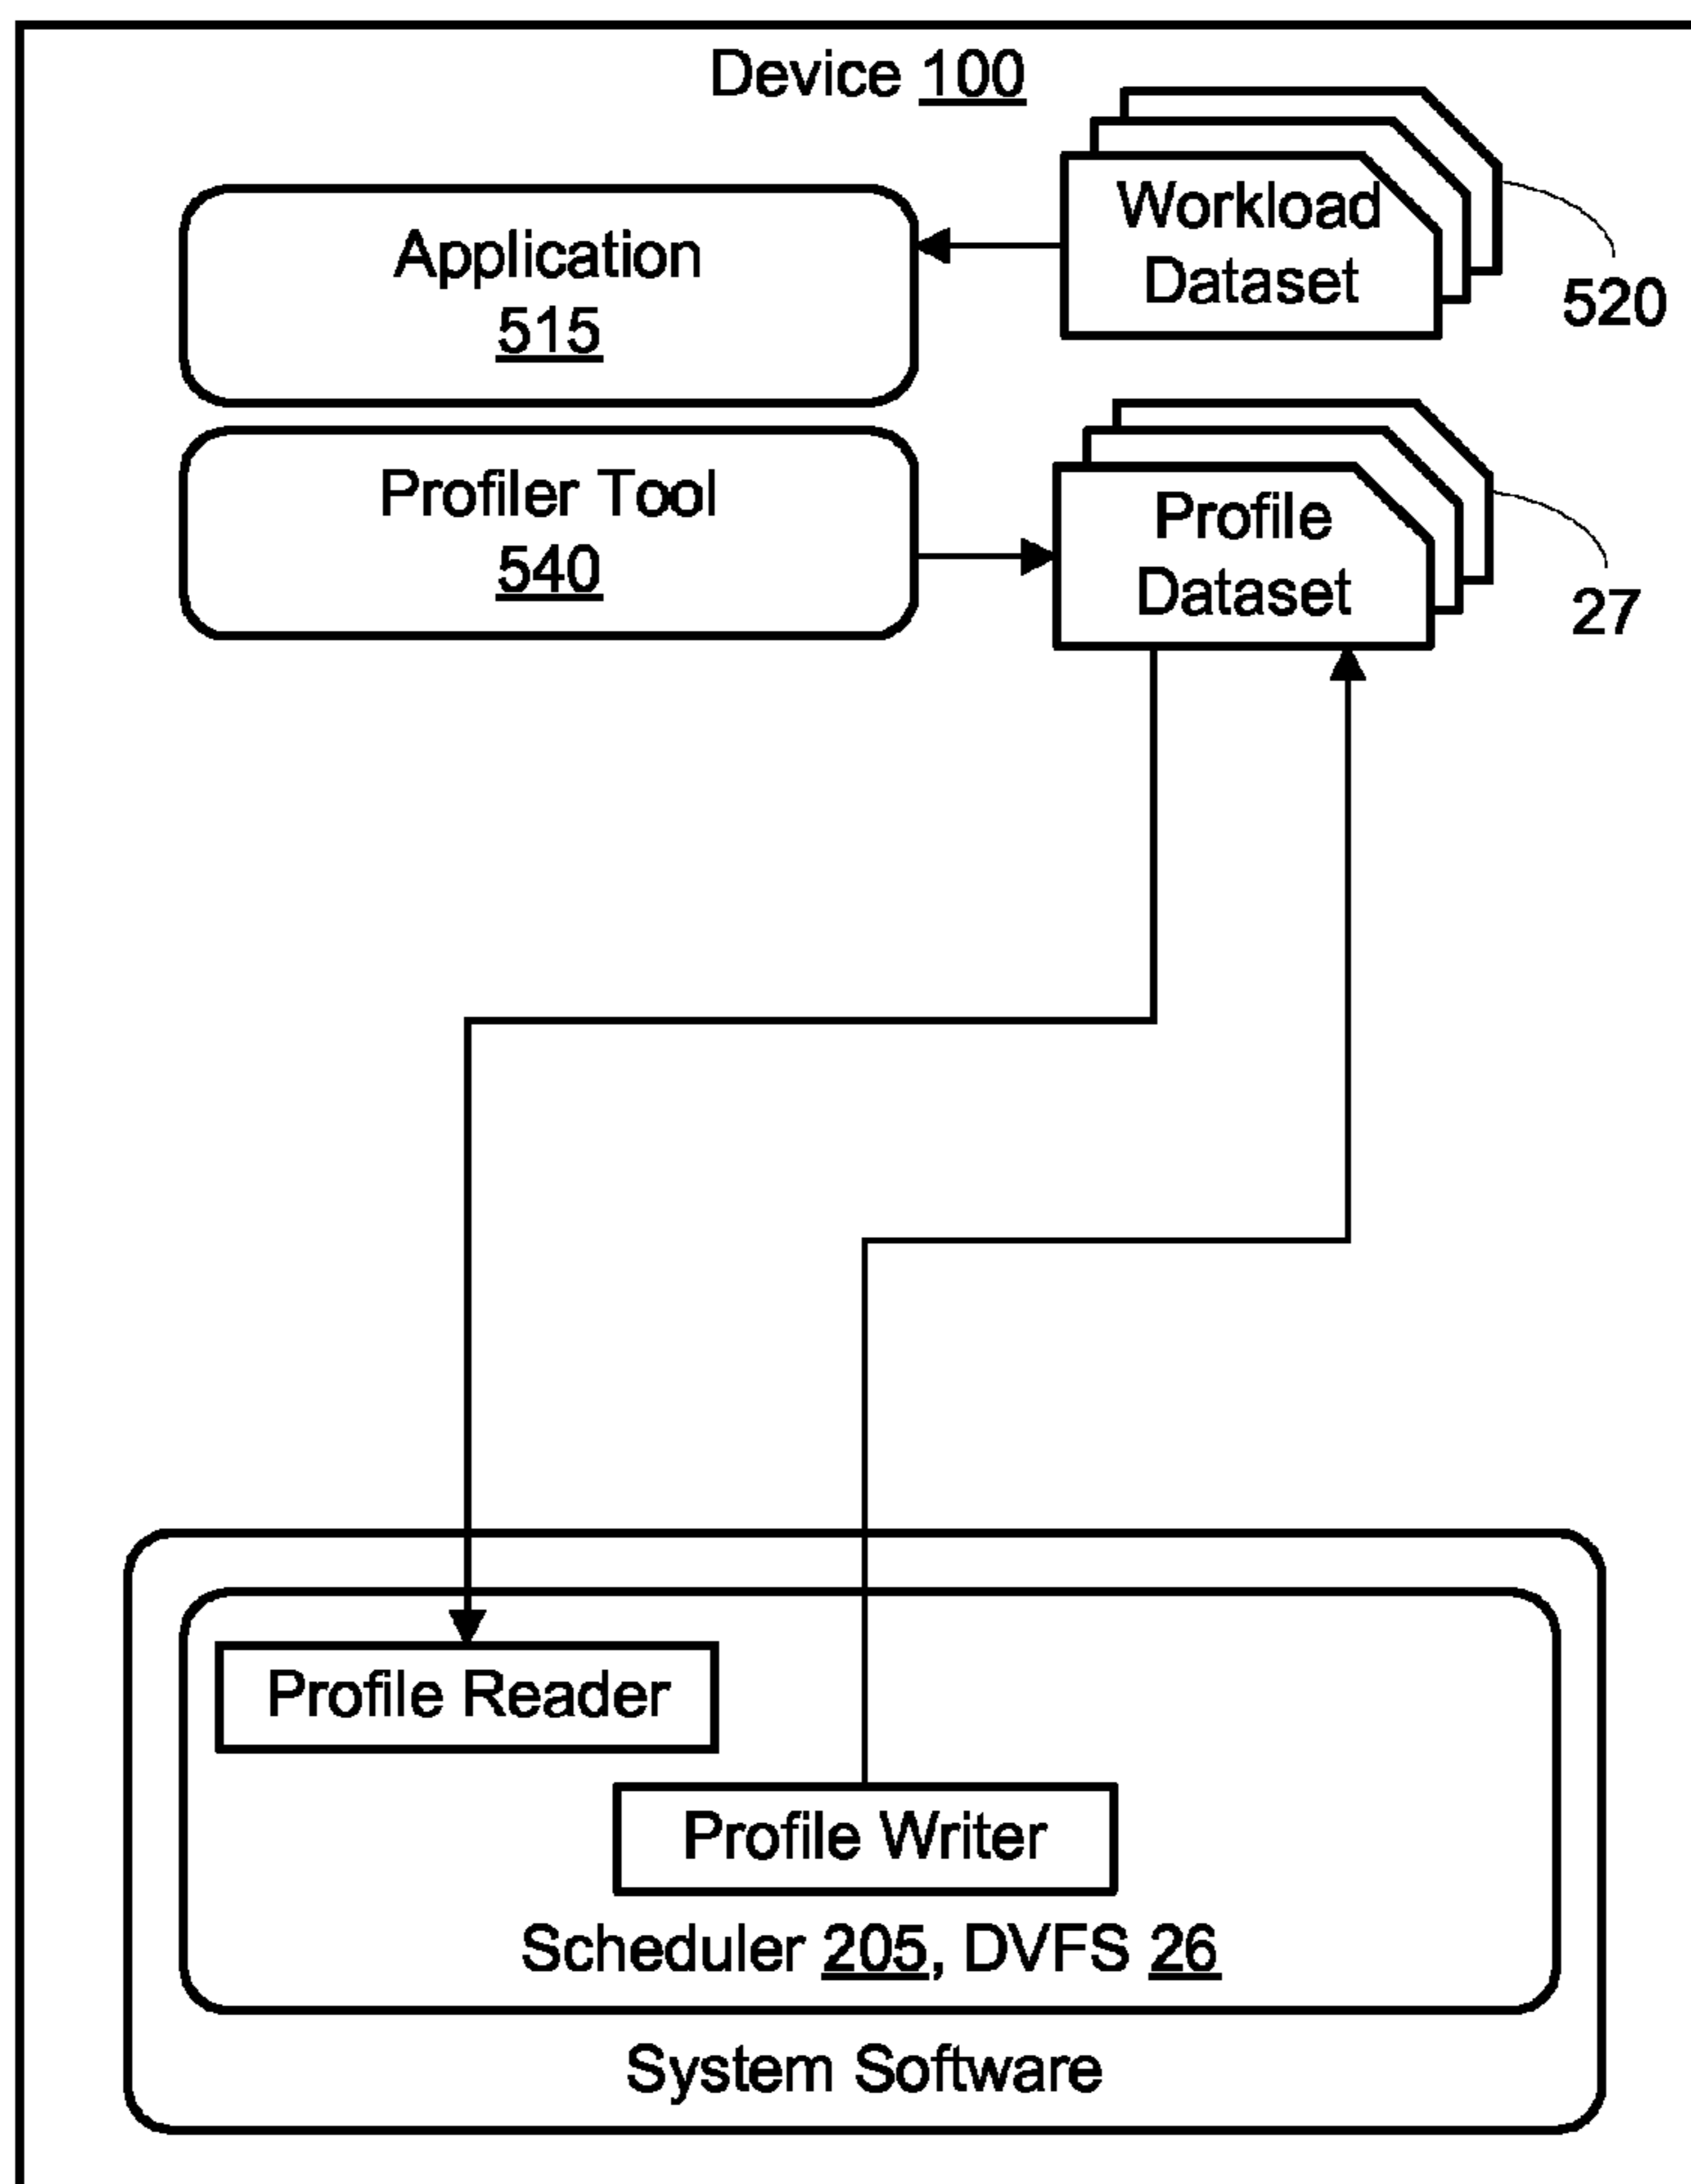 Device 100
Application
515
Workload
Dataset
520
Profiler Tool
540
Profile
Dataset
27
Profile Reader
Profile Writer
Scheduler 205, DVFS 26
System Software